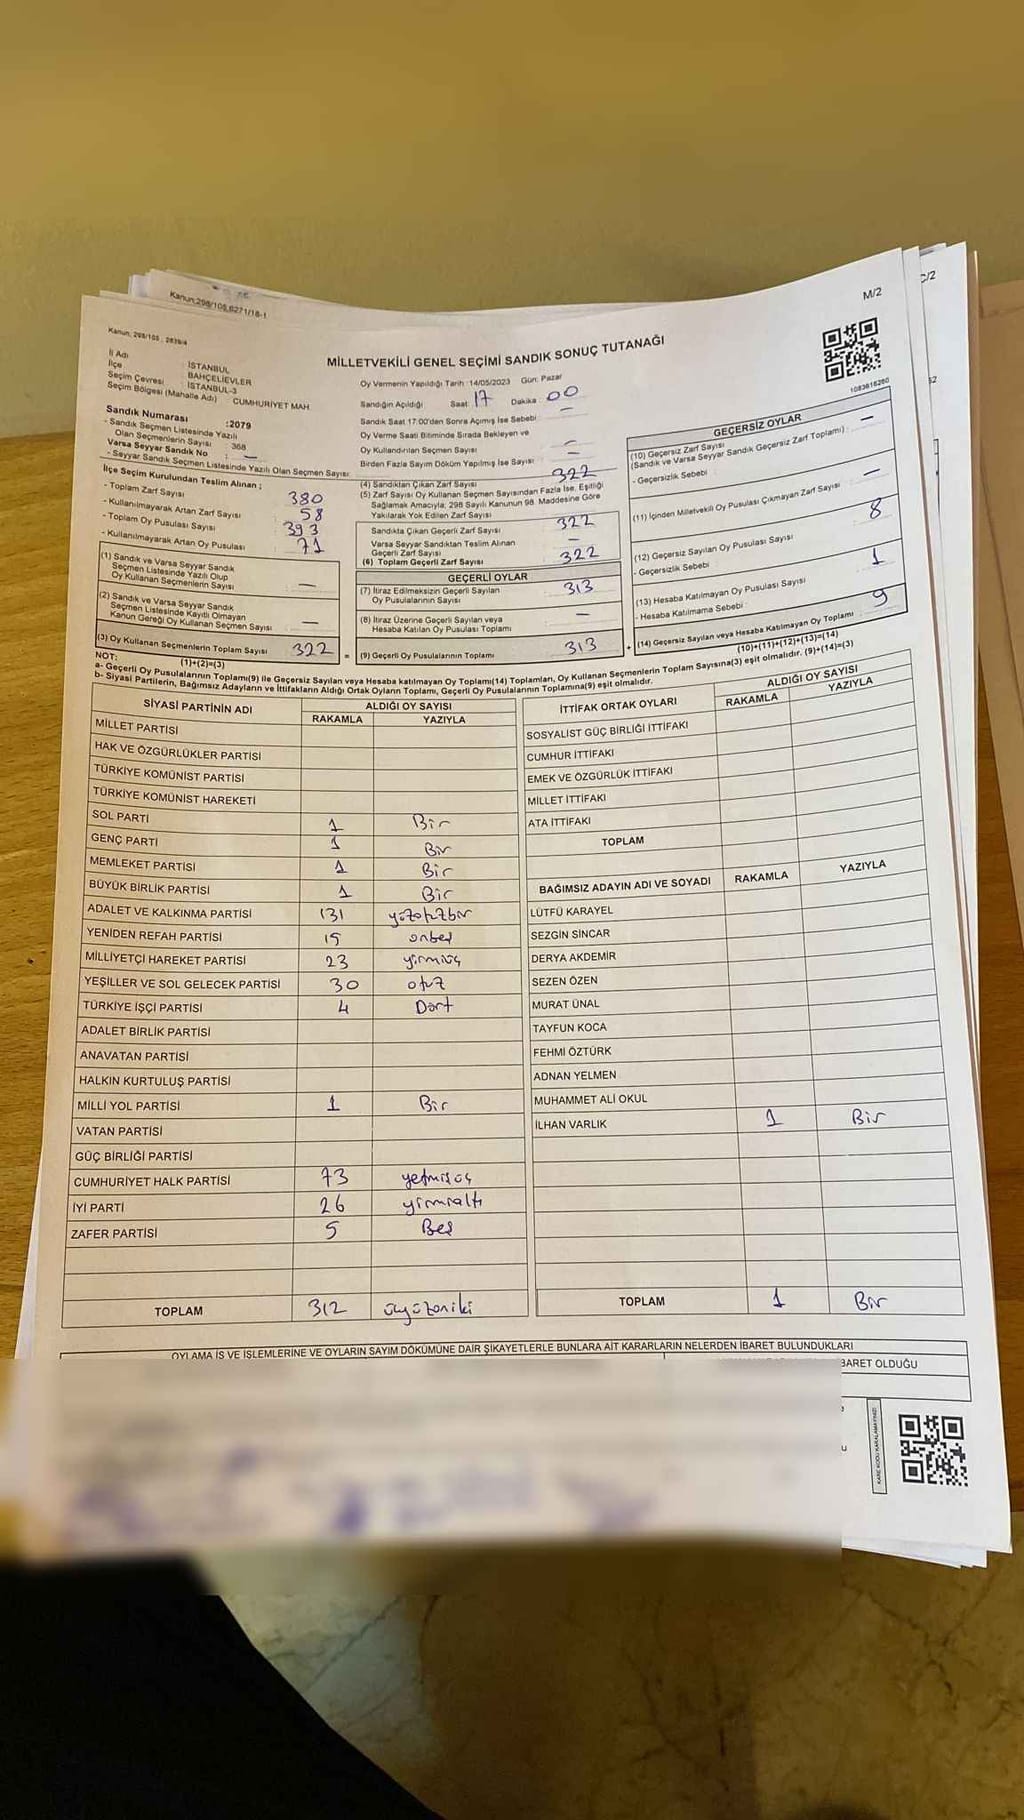 Kanun:298/105,6271/18-1
M/2
C/2
Kanun: 298/105 , 2839/4
MİLLETVEKİLİ GENEL SEÇİMİ SANDIK SONUÇ TUTANAĞI
1083616260
İl Adı : İSTANBUL
İlçe : BAHÇELİEVLER
Seçim Çevresi : İSTANBUL-3
Seçim Bölgesi (Mahalle Adı) : CUMHURİYET MAH.
Sandık Numarası :2079
- Sandık Seçmen Listesinde Yazılı
Olan Seçmenlerin Sayısı : 368
Varsa Seyyar Sandık No : —
- Seyyar Sandık Seçmen Listesinde Yazılı Olan Seçmen Sayısı:
İlçe Seçim Kurulundan Teslim Alınan ;
- Toplam Zarf Sayısı 380
- Kullanılmayarak Artan Zarf Sayısı 58
- Toplam Oy Pusulası Sayısı 393
- Kullanılmayarak Artan Oy Pusulası 71
(1) Sandık ve Varsa Seyyar Sandık
Seçmen Listesinde Yazılı Olup
Oy Kullanan Seçmenlerin Sayısı —
(2) Sandık ve Varsa Seyyar Sandık
Seçmen Listesinde Kayıtlı Olmayan
Kanun Gereği Oy Kullanan Seçmen Sayısı —
(3) Oy Kullanan Seçmenlerin Toplam Sayısı 322 =
(1)+(2)=(3)
Oy Vermenin Yapıldığı Tarih :14/05/2023 Gün: Pazar
Sandığın Açıldığı Saat 17 Dakika : 00
Sandık Saat 17:00'den Sonra Açımış İse Sebebi : —
Oy Verme Saati Bitiminde Sırada Bekleyen ve
Oy Kullandırılan Seçmen Sayısı —
Birden Fazla Sayım Döküm Yapılmış İse Sayısı —
(4) Sandıktan Çıkan Zarf Sayısı 322
(5) Zarf Sayısı Oy Kullanan Seçmen Sayısından Fazla İse, Eşitliği
Sağlamak Amacıyla; 298 Sayılı Kanunun 98. Maddesine Göre
Yakılarak Yok Edilen Zarf Sayısı
Sandıkta Çıkan Geçerli Zarf Sayısı 322
Varsa Seyyar Sandıktan Teslim Alınan
Geçerli Zarf Sayısı —
(6) Toplam Geçerli Zarf Sayısı 322
GEÇERLİ OYLAR
(7) İtiraz Edilmeksizin Geçerli Sayılan
Oy Pusulalarının Sayısı 313
(8) İtiraz Üzerine Geçerli Sayılan veya
Hesaba Katılan Oy Pusulası Toplamı —
(9) Geçerli Oy Pusulalarının Toplamı 313 +
GEÇERSİZ OYLAR
(10) Geçersiz Zarf Sayısı
(Sandık ve Varsa Seyyar Sandık Geçersiz Zarf Toplamı) : —
- Geçersizlik Sebebi :
(11) İçinden Milletvekili Oy Pusulası Çıkmayan Zarf Sayısı —
(12) Geçersiz Sayılan Oy Pusulası Sayısı 8
- Geçersizlik Sebebi :
(13) Hesaba Katılmayan Oy Pusulası Sayısı 1
- Hesaba Katılmama Sebebi :
(14) Geçersiz Sayılan veya Hesaba Katılmayan Oy Toplamı 9
(10)+(11)+(12)+(13)=(14)
NOT:
a- Geçerli Oy Pusulalarının Toplamı(9) ile Geçersiz Sayılan veya Hesaba katılmayan Oy Toplamı(14) Toplamları, Oy Kullanan Seçmenlerin Toplam Sayısına(3) eşit olmalıdır. (9)+(14)=(3)
b- Siyasi Partilerin, Bağımsız Adayların ve İttifakların Aldığı Ortak Oyların Toplamı, Geçerli Oy Pusulalarının Toplamına(9) eşit olmalıdır.
SİYASİ PARTİNİN ADI ALDIĞI OY SAYISI
RAKAMLA YAZIYLA
MİLLET PARTİSİ
HAK VE ÖZGÜRLÜKLER PARTİSİ
TÜRKİYE KOMÜNİST PARTİSİ
TÜRKİYE KOMÜNİST HAREKETİ
SOL PARTİ 1 Bir
GENÇ PARTİ 1 Bir
MEMLEKET PARTİSİ 1 Bir
BÜYÜK BİRLİK PARTİSİ 1 Bir
ADALET VE KALKINMA PARTİSİ 131 yüzotuzbir
YENİDEN REFAH PARTİSİ 15 onbeş
MİLLİYETÇİ HAREKET PARTİSİ 23 yirmiüç
YEŞİLLER VE SOL GELECEK PARTİSİ 30 otuz
TÜRKİYE İŞÇİ PARTİSİ 4 Dört
ADALET BİRLİK PARTİSİ
ANAVATAN PARTİSİ
HALKIN KURTULUŞ PARTİSİ
MİLLİ YOL PARTİSİ 1 Bir
VATAN PARTİSİ
GÜÇ BİRLİĞİ PARTİSİ
CUMHURİYET HALK PARTİSİ 73 yetmişüç
İYİ PARTİ 26 yirmialtı
ZAFER PARTİSİ 5 Beş
TOPLAM 312 üçyüzoniki
İTTİFAK ORTAK OYLARI ALDIĞI OY SAYISI
RAKAMLA YAZIYLA
SOSYALİST GÜÇ BİRLİĞİ İTTİFAKI
CUMHUR İTTİFAKI
EMEK VE ÖZGÜRLÜK İTTİFAKI
MİLLET İTTİFAKI
ATA İTTİFAKI
TOPLAM
BAĞIMSIZ ADAYIN ADI VE SOYADI RAKAMLA YAZIYLA
LÜTFÜ KARAYEL
SEZGİN SİNCAR
DERYA AKDEMİR
SEZEN ÖZEN
MURAT ÜNAL
TAYFUN KOCA
FEHMİ ÖZTÜRK
ADNAN YELMEN
MUHAMMET ALİ OKUL
İLHAN VARLIK 1 Bir
TOPLAM 1 Bir
OYLAMA İŞ VE İŞLEMLERİNE VE OYLARIN SAYIM DÖKÜMÜNE DAİR ŞİKAYETLERLE BUNLARA AİT KARARLARIN NELERDEN İBARET BULUNDUKLARI
BARET OLDUĞU
KARE KODU KARALAMAYINIZ!